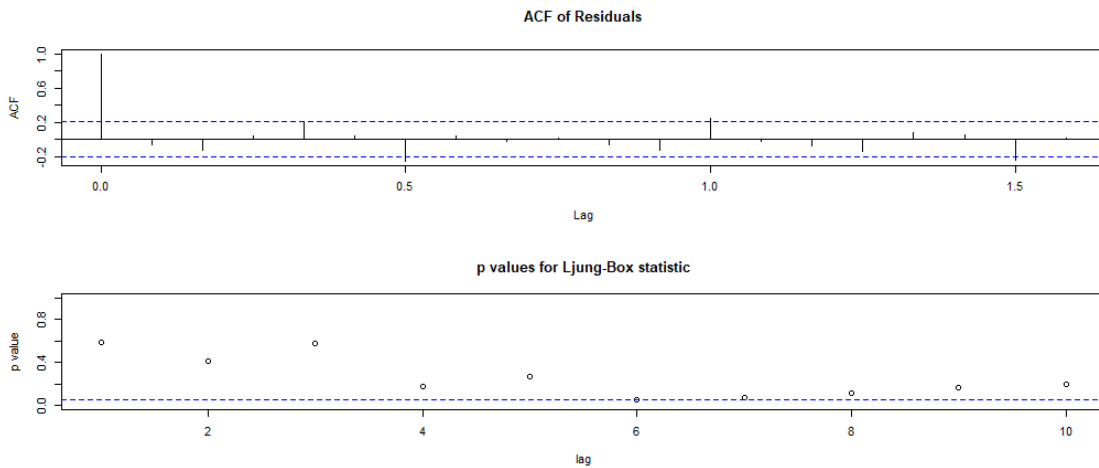 ACF of Residuals
ACF
1.0
0.6
0.2
-0.2
0.0 0.5 1.0 1.5
Lag
p values for Ljung-Box statistic
p value
0.8
0.4
0.0
2 4 6 8 10
lag